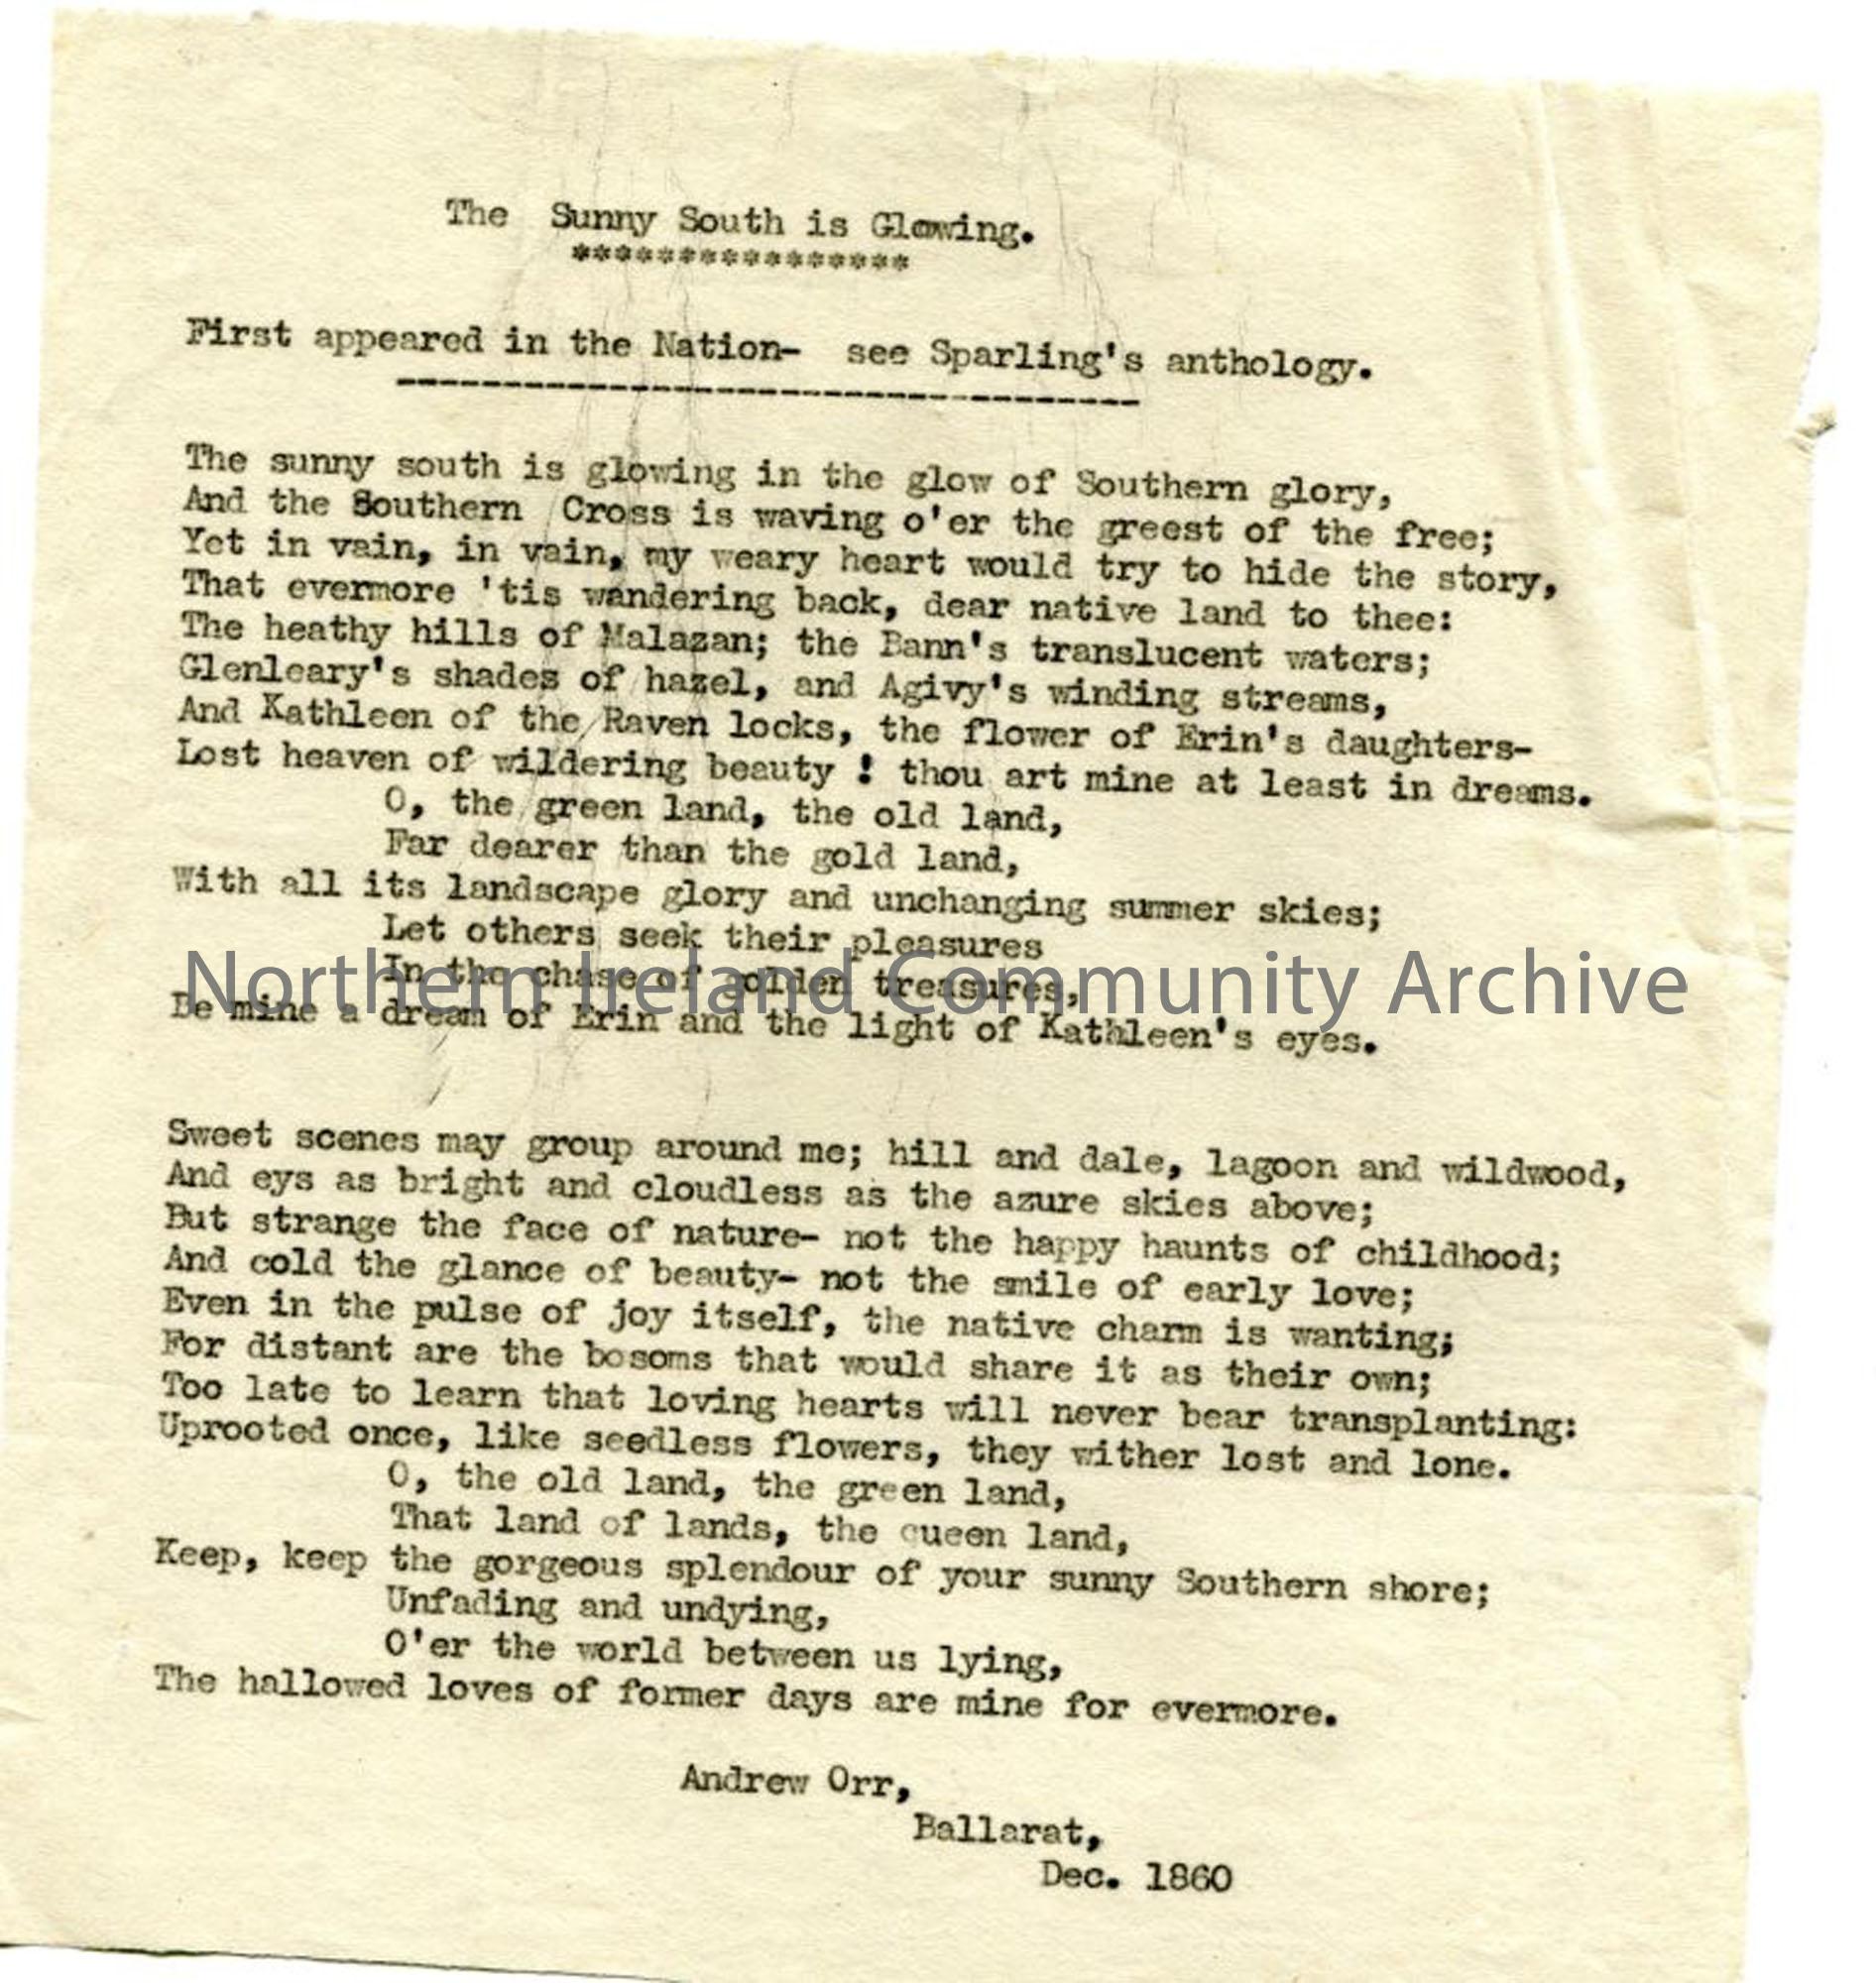 The Sunny South is Glowing.
****************
First appeared in the Nation- see Sparling's anthology.
-----------------------------------
The sunny south is glowing in the glow of Southern glory,
And the Southern Cross is waving o'er the greest of the free;
Yet in vain, in vain, my weary heart would try to hide the story,
That evermore 'tis wandering back, dear native land to thee:
The heathy hills of Malazan; the Bann's translucent waters;
Glenleary's shades of hazel, and Agivy's winding streams,
And Kathleen of the Raven locks, the flower of Erin's daughters-
Lost heaven of wildering beauty ! thou art mine at least in dreams.
O, the green land, the old land,
Far dearer than the gold land,
With all its landscape glory and unchanging summer skies;
Let others seek their pleasures
In the chase of golden treasures,
Be mine a dream of Erin and the light of Kathleen's eyes.
Northern Ireland Community Archive
Sweet scenes may group around me; hill and dale, lagoon and wildwood,
And eys as bright and cloudless as the azure skies above;
But strange the face of nature- not the happy haunts of childhood;
And cold the glance of beauty- not the smile of early love;
Even in the pulse of joy itself, the native charm is wanting;
For distant are the bosoms that would share it as their own;
Too late to learn that loving hearts will never bear transplanting:
Uprooted once, like seedless flowers, they wither lost and lone.
O, the old land, the green land,
That land of lands, the queen land,
Keep, keep the gorgeous splendour of your sunny Southern shore;
Unfading and undying,
O'er the world between us lying,
The hallowed loves of former days are mine for evermore.
Andrew Orr,
Ballarat,
Dec. 1860